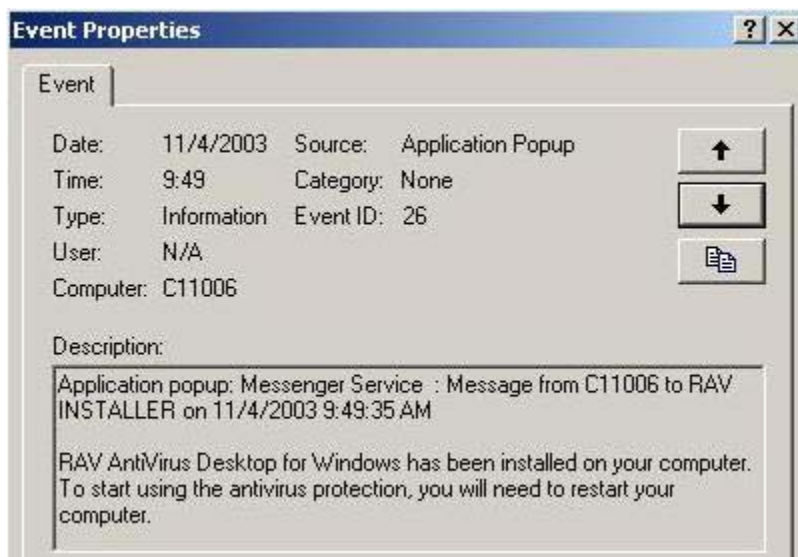 Event Properties
Event
Date: 11/4/2003 Source: Application Popup
Time: 9:49 Category: None
Type: Information Event ID: 26
User: N/A
Computer: C11006
Description:
Application popup: Messenger Service : Message from C11006 to RAV
INSTALLER on 11/4/2003 9:49:35 AM
RAV AntiVirus Desktop for Windows has been installed on your computer.
To start using the antivirus protection, you will need to restart your
computer.